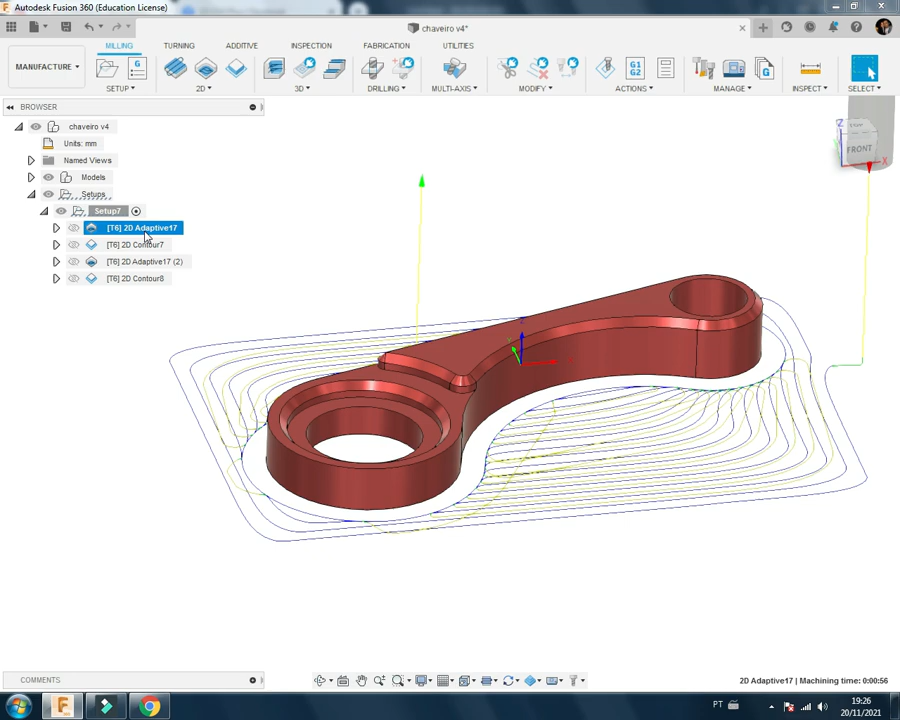 Autodesk Fusion 360 (Education License)
chaveiro v4*
MILLING TURNING ADDITIVE INSPECTION FABRICATION UTILITIES
MANUFACTURE
SETUP 2D 3D DRILLING MULTI-AXIS MODIFY ACTIONS MANAGE INSPECT SELECT
G
G1
G2
G
BROWSER
chaveiro v4
Units: mm
Named Views
Models
Setups
Setup7
[T6] 2D Adaptive17
[T6] 2D Contour7
[T6] 2D Adaptive17 (2)
[T6] 2D Contour8
Z
FRONT
X
COMMENTS
2D Adaptive17 | Machining time: 0:00:56
PT
19:26
20/11/2021